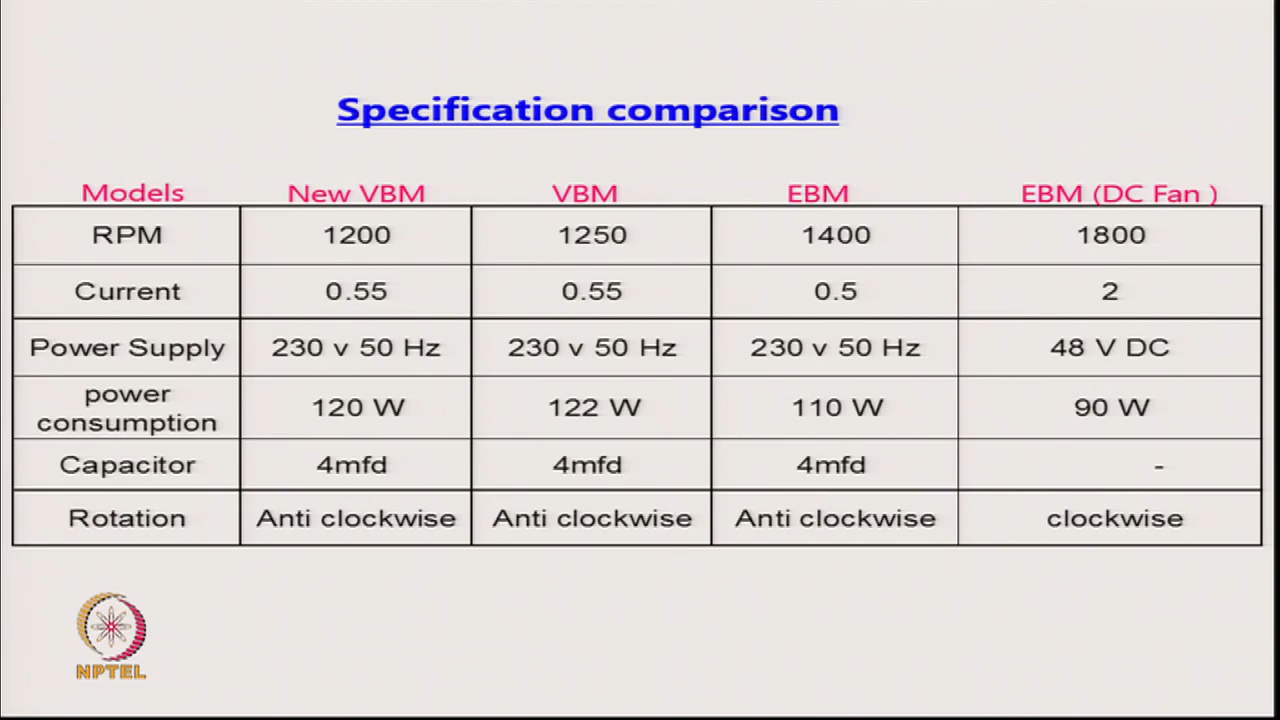 Specification comparison
Models New VBM VBM EBM EBM (DC Fan )
RPM 1200 1250 1400 1800
Current 0.55 0.55 0.5 2
Power Supply 230 v 50 Hz 230 v 50 Hz 230 v 50 Hz 48 V DC
power
consumption 120 W 122 W 110 W 90 W
Capacitor 4mfd 4mfd 4mfd -
Rotation Anti clockwise Anti clockwise Anti clockwise clockwise
NPTEL